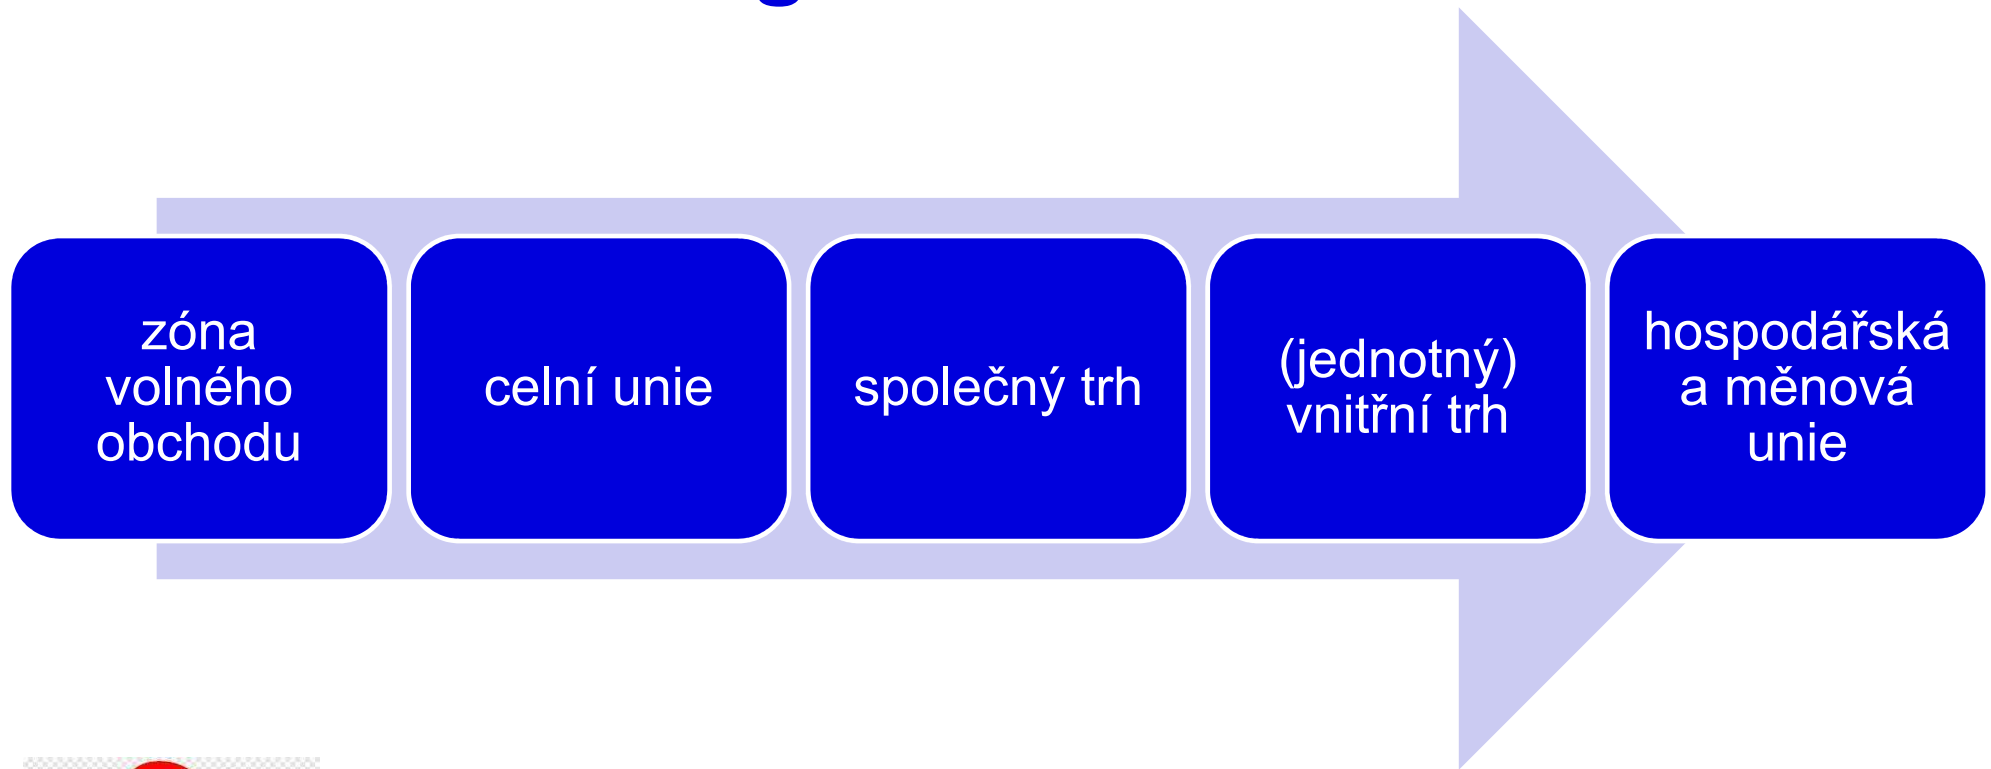 zóna
volného
obchodu
celní unie
společný trh
(jednotný)
vnitřní trh
hospodářská
a měnová
unie